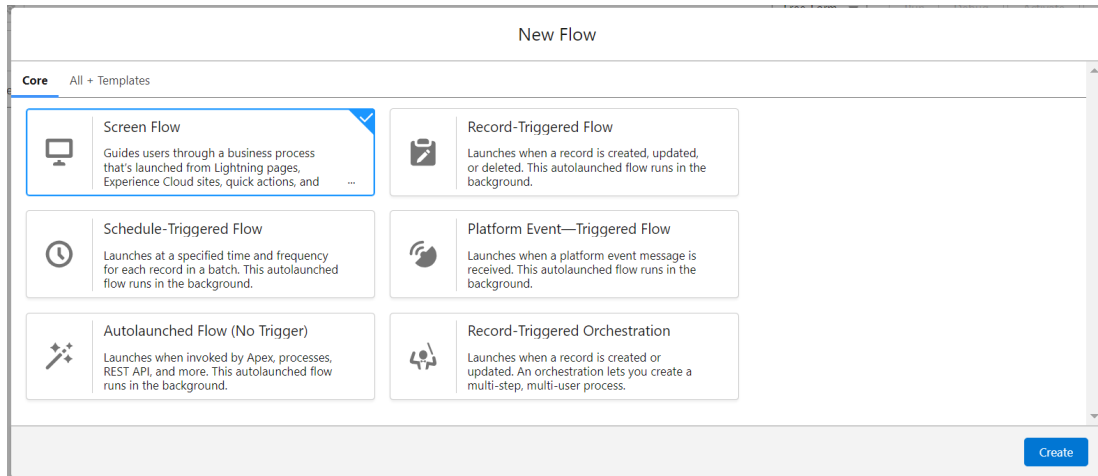 New Flow
Core All + Templates
Screen Flow
Guides users through a business process
that's launched from Lightning pages,
Experience Cloud sites, quick actions, and ...
Record-Triggered Flow
Launches when a record is created, updated,
or deleted. This autolaunched flow runs in the
background.
Schedule-Triggered Flow
Launches at a specified time and frequency
for each record in a batch. This autolaunched
flow runs in the background.
Platform Event—Triggered Flow
Launches when a platform event message is
received. This autolaunched flow runs in the
background.
Autolaunched Flow (No Trigger)
Launches when invoked by Apex, processes,
REST API, and more. This autolaunched flow
runs in the background.
Record-Triggered Orchestration
Launches when a record is created or
updated. An orchestration lets you create a
multi-step, multi-user process.
Create